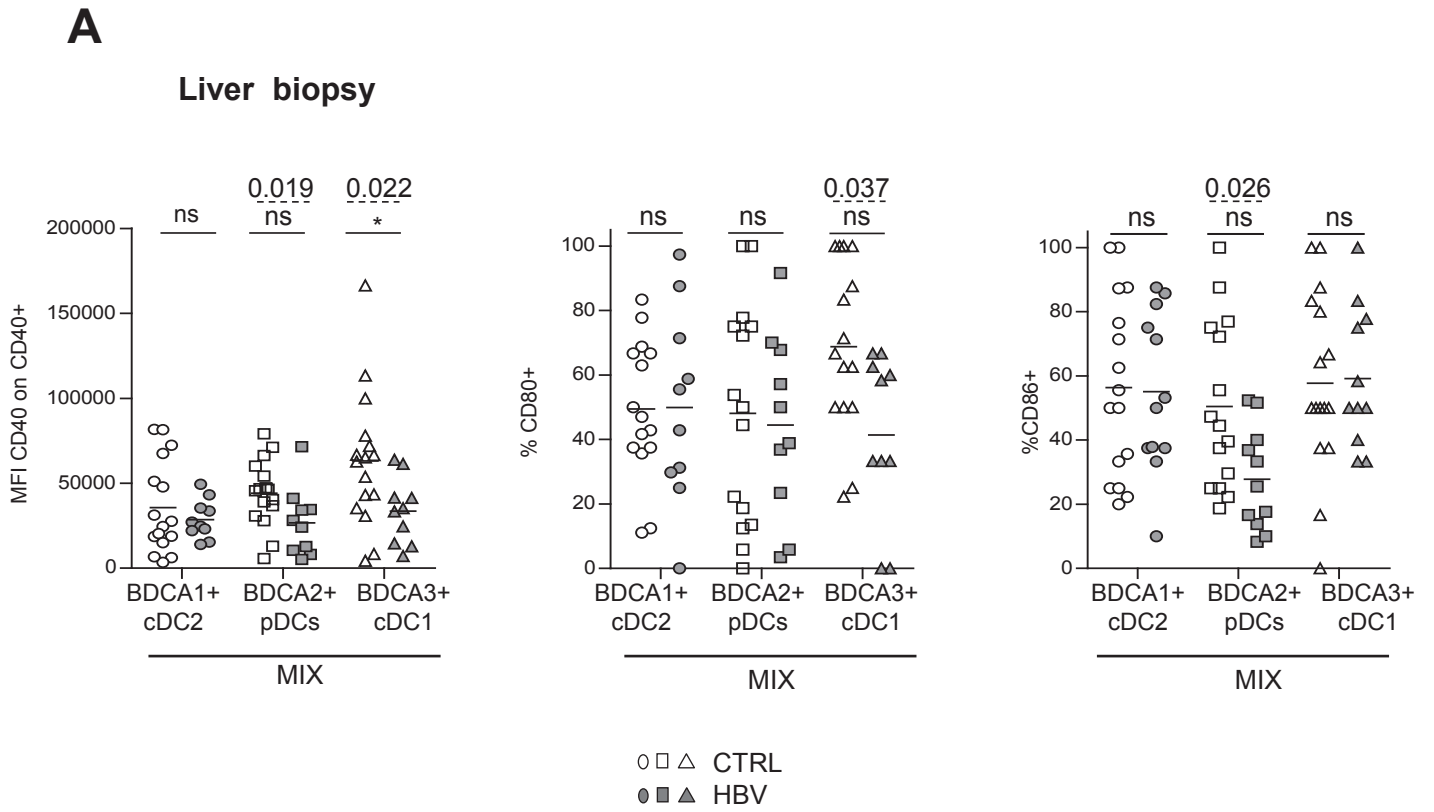 A
Liver biopsy
MFI CD40 on CD40+
200000
150000
100000
50000
0
ns
0.019
ns
0.022
*
BDCA1+
cDC2
BDCA2+
pDCs
BDCA3+
cDC1
MIX
% CD80+
100
80
60
40
20
0
ns
ns
0.037
ns
BDCA1+
cDC2
BDCA2+
pDCs
BDCA3+
cDC1
MIX
%CD86+
100
80
60
40
20
0
ns
0.026
ns
ns
BDCA1+
cDC2
BDCA2+
pDCs
BDCA3+
cDC1
MIX
CTRL
HBV